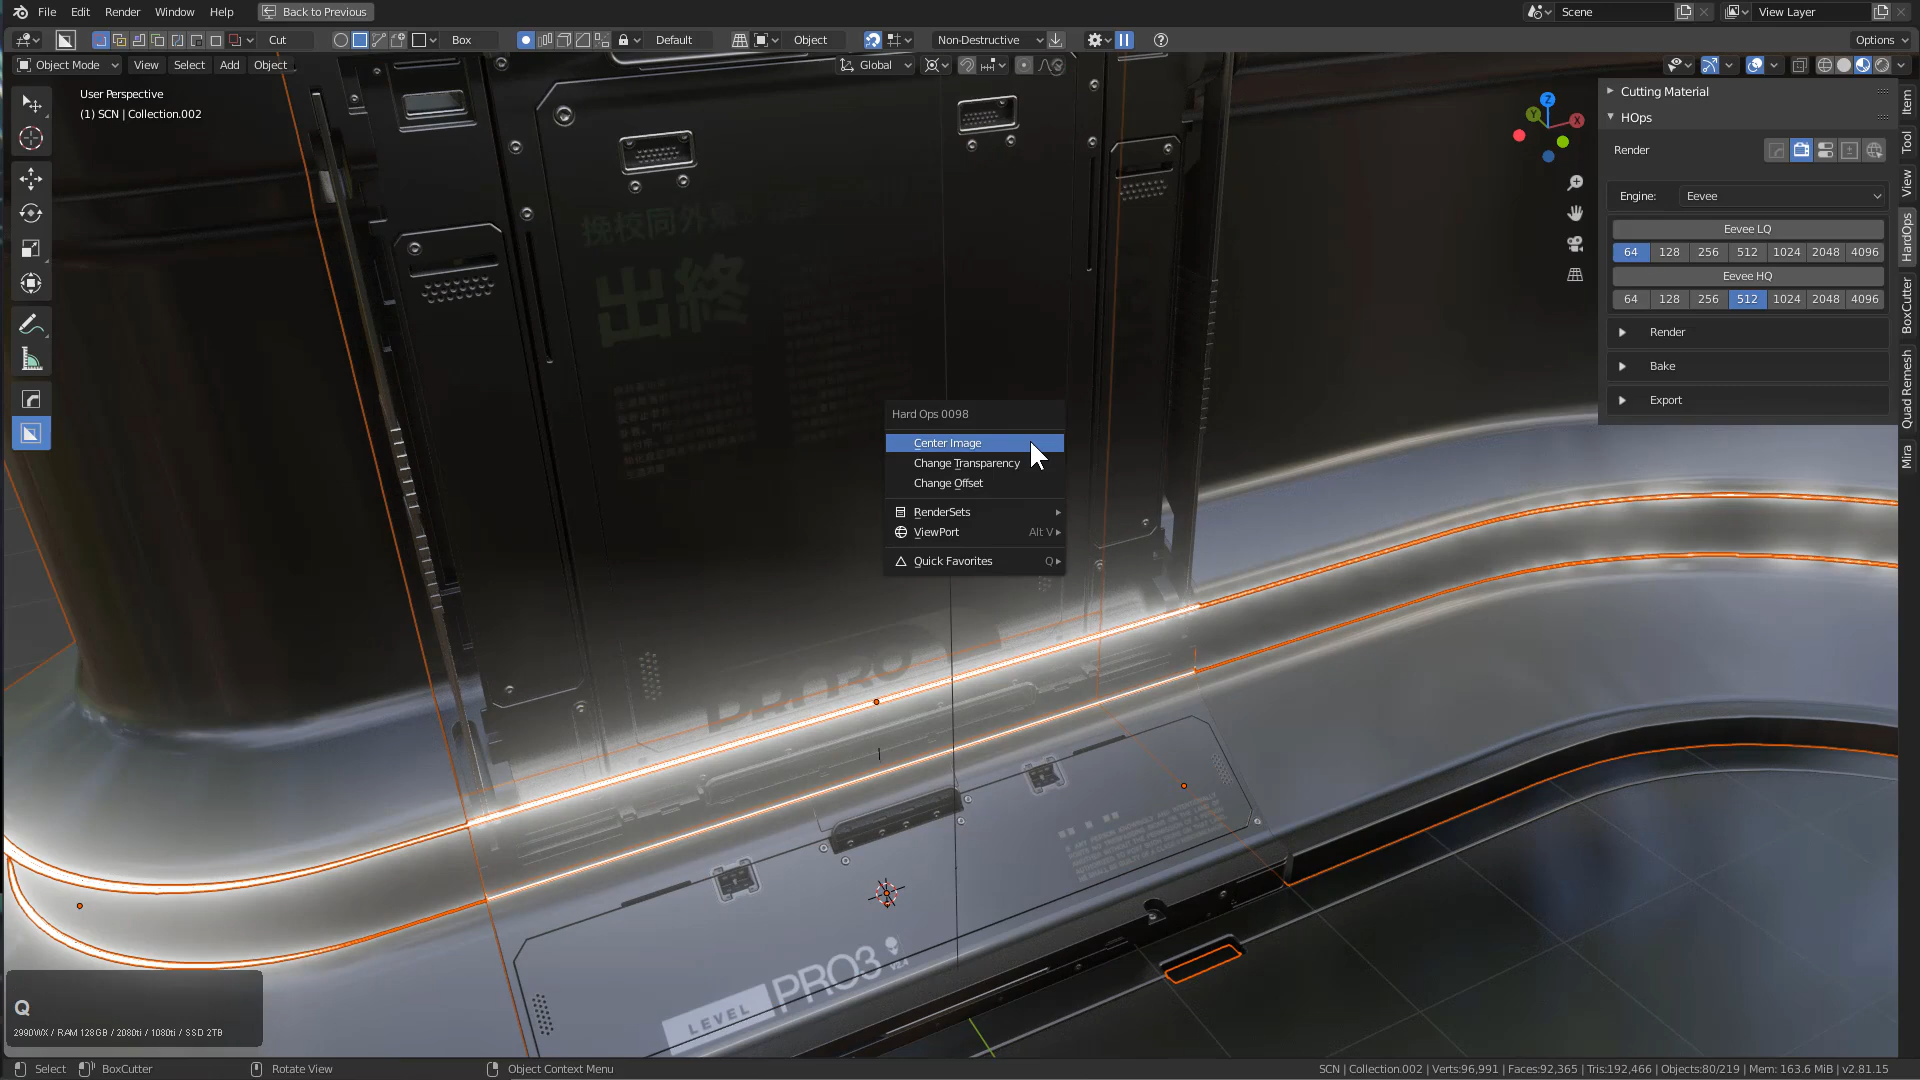 File Edit Render Window Help Back to Previous Scene View Layer
Cut Box Default Object Non-Destructive Options
Object Mode View Select Add Object Global
User Perspective
(1) SCN | Collection.002
Cutting Material
HOps
Render
Engine: Eevee
Eevee LQ
64 128 256 512 1024 2048 4096
Eevee HQ
64 128 256 512 1024 2048 4096
Render
Bake
Export
Item
Tool
View
HardOps
BoxCutter
Quad Remesh
Mira
X
Y
Z
出終
Hard Ops 0098
Center Image
Change Transparency
Change Offset
RenderSets
ViewPort Alt V
Quick Favorites Q
LEVEL PRO3
V2.4
Q
2990WX / RAM 128GB / 2080ti / 1080ti / SSD 2TB
Select BoxCutter Rotate View Object Context Menu SCN | Collection.002 | Verts:96,991 | Faces:92,365 | Tris:192,466 | Objects:80/219 | Mem: 163.6 MiB | v2.81.15